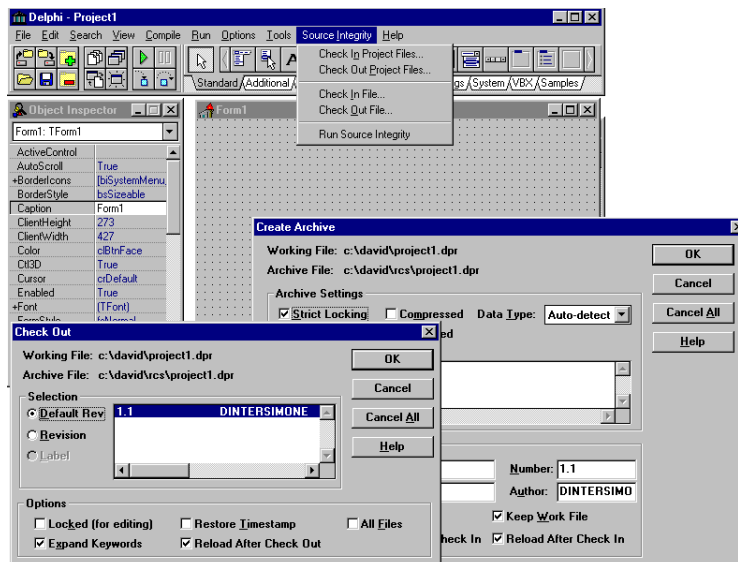 Delphi - Project1
File Edit Search View Compile Run Options Tools Source Integrity Help
Check In Project Files...
Check Out Project Files...
Check In File...
Check Out File...
Run Source Integrity
Standard Additional gs System VBX Samples
Object Inspector
Form1: TForm1
ActiveControl
AutoScroll True
+BorderIcons [biSystemMenu,
BorderStyle bsSizeable
Caption Form1
ClientHeight 273
ClientWidth 427
Color clBtnFace
Ctl3D True
Cursor crDefault
Enabled True
+Font (TFont)
FormStyle fsNormal
Form1
Create Archive
Working File: c:\david\project1.dpr
Archive File: c:\david\rcs\project1.dpr
Archive Settings
Strict Locking Compressed Data Type: Auto-detect
ed
OK
Cancel
Cancel All
Help
Number: 1.1
Author: DINTERSIMO
Keep Work File
heck In Reload After Check In
Check Out
Working File: c:\david\project1.dpr
Archive File: c:\david\rcs\project1.dpr
Selection
Default Rev 1.1 DINTERSIMONE
Revision
Label
OK
Cancel
Cancel All
Help
Options
Locked (for editing) Restore Timestamp All Files
Expand Keywords Reload After Check Out